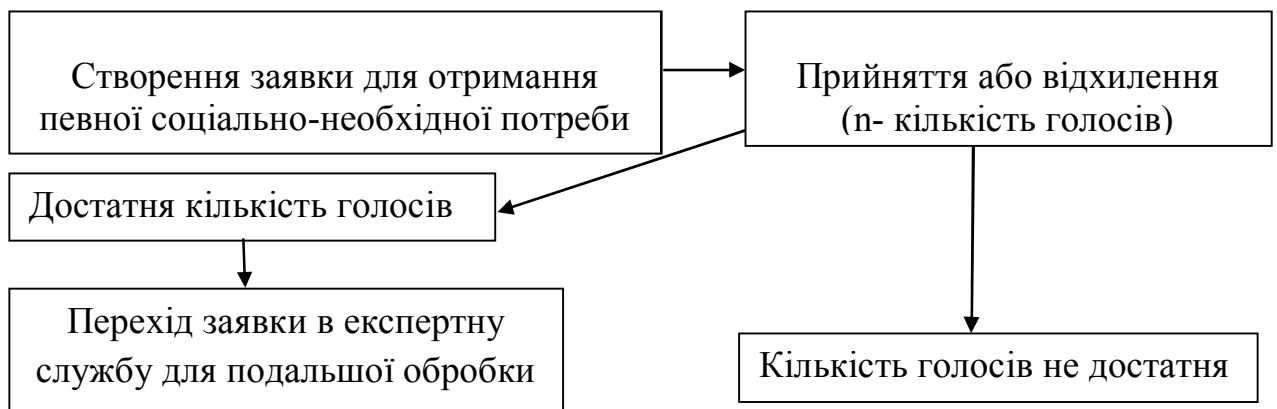 Створення заявки для отримання
певної соціально-необхідної потреби
Прийняття або відхилення
(n- кількість голосів)
Достатня кількість голосів
Перехід заявки в експертну
службу для подальшої обробки
Кількість голосів не достатня